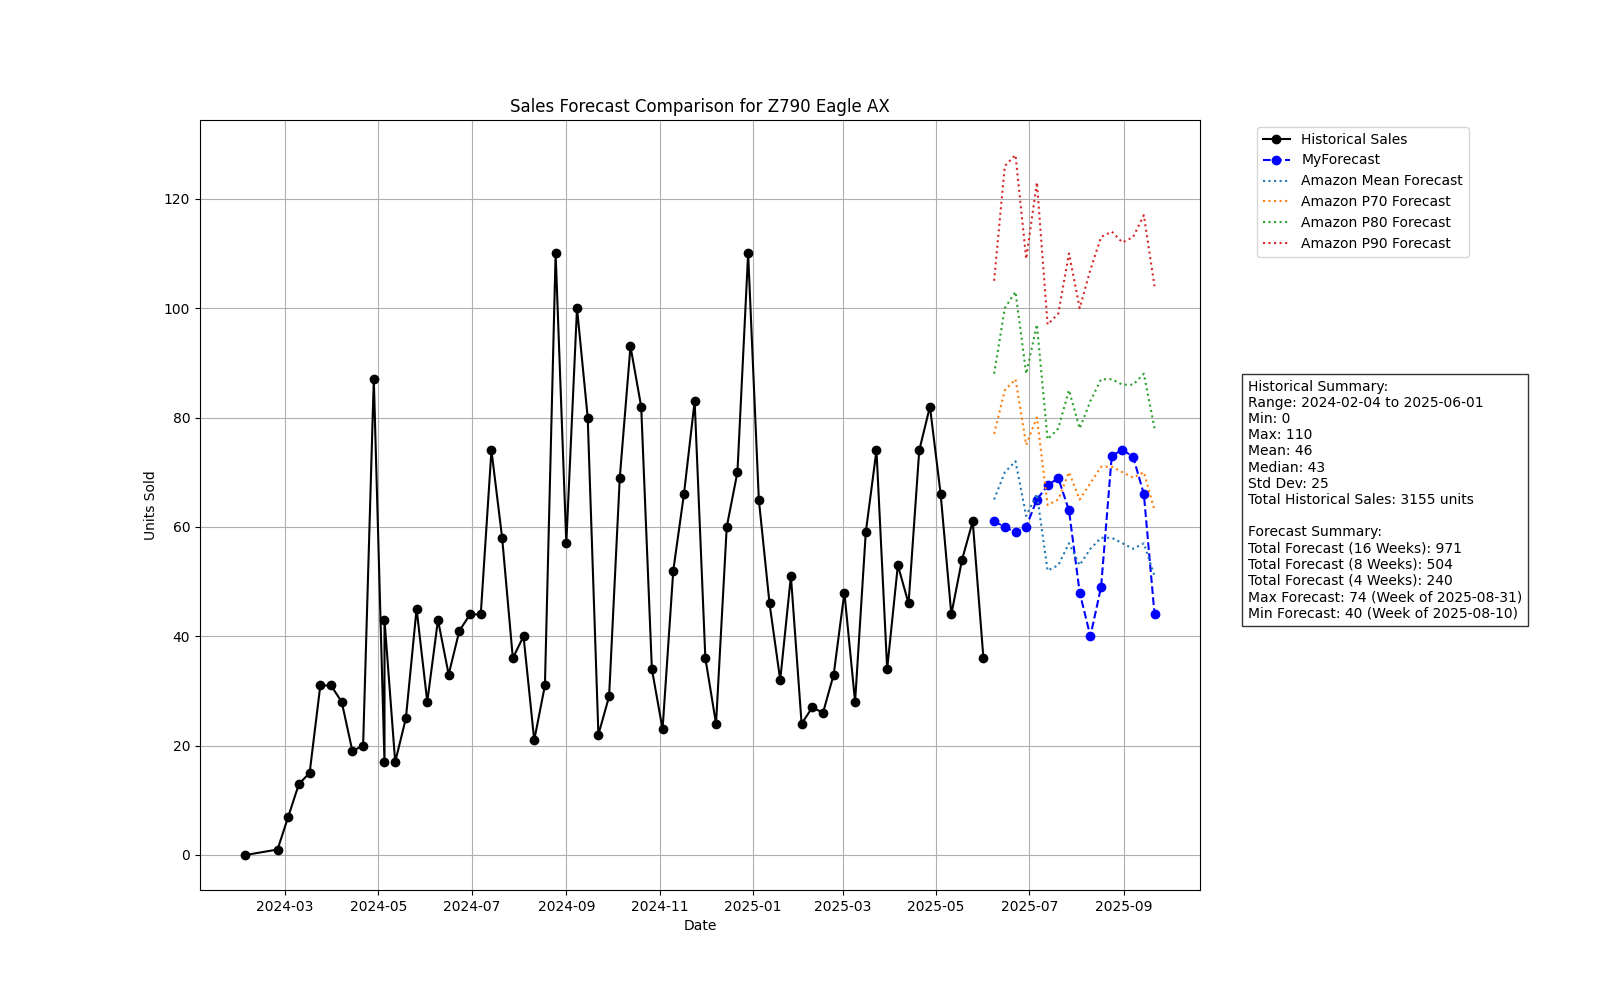 Sales Forecast Comparison for Z790 Eagle AX
Units Sold
120
100
80
60
40
20
0
2024-03 2024-05 2024-07 2024-09 2024-11 2025-01 2025-03 2025-05 2025-07 2025-09
Date
Historical Sales
MyForecast
Amazon Mean Forecast
Amazon P70 Forecast
Amazon P80 Forecast
Amazon P90 Forecast
Historical Summary:
Range: 2024-02-04 to 2025-06-01
Min: 0
Max: 110
Mean: 46
Median: 43
Std Dev: 25
Total Historical Sales: 3155 units
Forecast Summary:
Total Forecast (16 Weeks): 971
Total Forecast (8 Weeks): 504
Total Forecast (4 Weeks): 240
Max Forecast: 74 (Week of 2025-08-31)
Min Forecast: 40 (Week of 2025-08-10)